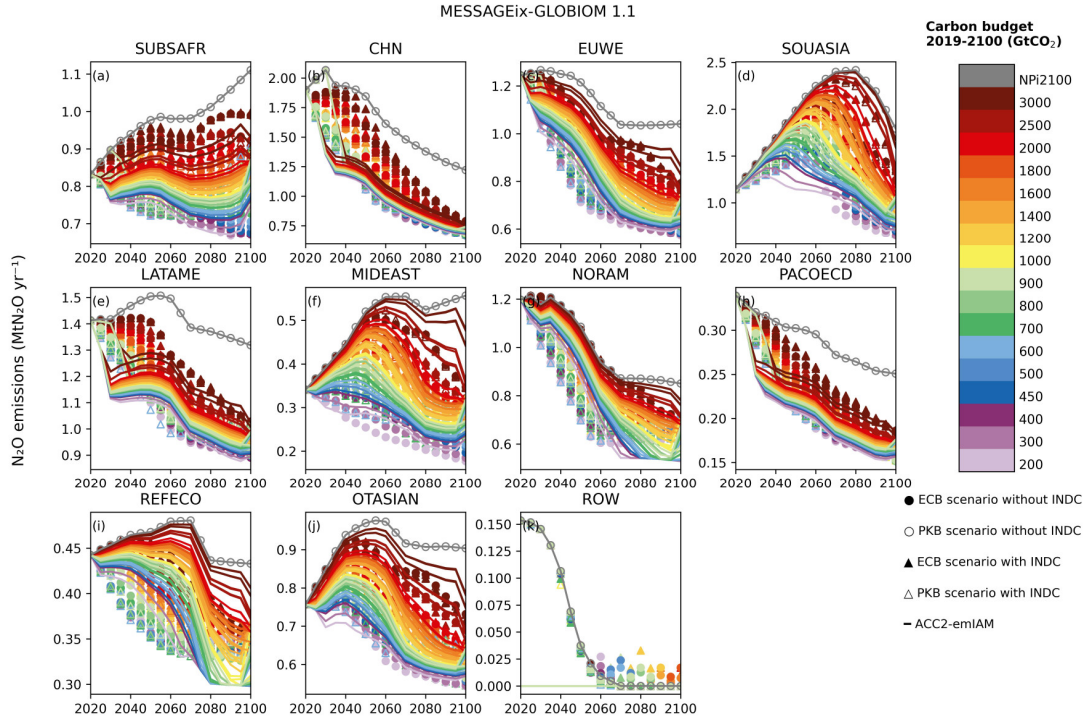 MESSAGEix-GLOBIOM 1.1
Carbon budget
2019-2100 (GtCO₂)
SUBSAFR CHN EUWE SOUASIA
(a) (b) (c) (d)
1.1 1.0 0.9 0.8 0.7
2.00 1.75 1.50 1.25 1.00 0.75
1.2 1.0 0.8 0.6
2.5 2.0 1.5 1.0
2020 2040 2060 2080 2100 2020 2040 2060 2080 2100 2020 2040 2060 2080 2100 2020 2040 2060 2080 2100
LATAME MIDEAST NORAM PACOECD
(e) (f) (g) (h)
1.5 1.4 1.3 1.2 1.1 1.0 0.9
0.5 0.4 0.3 0.2
1.2 1.0 0.8 0.6
0.30 0.25 0.20 0.15
2020 2040 2060 2080 2100 2020 2040 2060 2080 2100 2020 2040 2060 2080 2100 2020 2040 2060 2080 2100
REFECO OTASIAN ROW
(i) (j) (k)
0.45 0.40 0.35 0.30
0.9 0.8 0.7 0.6
0.150 0.125 0.100 0.075 0.050 0.025 0.000
2020 2040 2060 2080 2100 2020 2040 2060 2080 2100 2020 2040 2060 2080 2100
N₂O emissions (MtN₂O yr⁻¹)
NPi2100
3000
2500
2000
1800
1600
1400
1200
1000
900
800
700
600
500
450
400
300
200
ECB scenario without INDC
PKB scenario without INDC
ECB scenario with INDC
PKB scenario with INDC
ACC2-emIAM